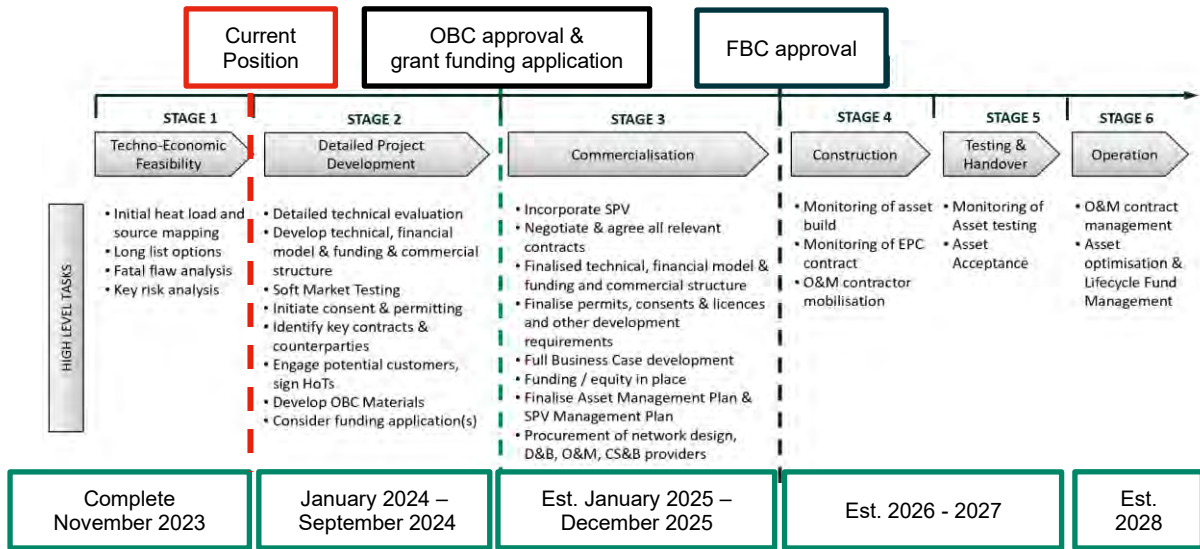 Current
Position
OBC approval &
grant funding application
FBC approval
STAGE 1
STAGE 2
STAGE 3
STAGE 4
STAGE 5
STAGE 6
Techno-Economic
Feasibility
Detailed Project
Development
Commercialisation
Construction
Testing &
Handover
Operation
HIGH LEVEL TASKS
• Initial heat load and
source mapping
• Long list options
• Fatal flaw analysis
• Key risk analysis
• Detailed technical evaluation
• Develop technical, financial
model & funding & commercial
structure
• Soft Market Testing
• Initiate consent & permitting
• Identify key contracts &
counterparties
• Engage potential customers,
sign HoTs
• Develop OBC Materials
• Consider funding application(s)
• Incorporate SPV
• Negotiate & agree all relevant
contracts
• Finalised technical, financial model &
funding and commercial structure
• Finalise permits, consents & licences
and other development
requirements
• Full Business Case development
• Funding / equity in place
• Finalise Asset Management Plan &
SPV Management Plan
• Procurement of network design,
D&B, O&M, CS&B providers
• Monitoring of asset
build
• Monitoring of EPC
contract
• O&M contractor
mobilisation
• Monitoring of
Asset testing
• Asset
Acceptance
• O&M contract
management
• Asset
optimisation &
Lifecycle Fund
Management
Complete
November 2023
January 2024 –
September 2024
Est. January 2025 –
December 2025
Est. 2026 - 2027
Est.
2028